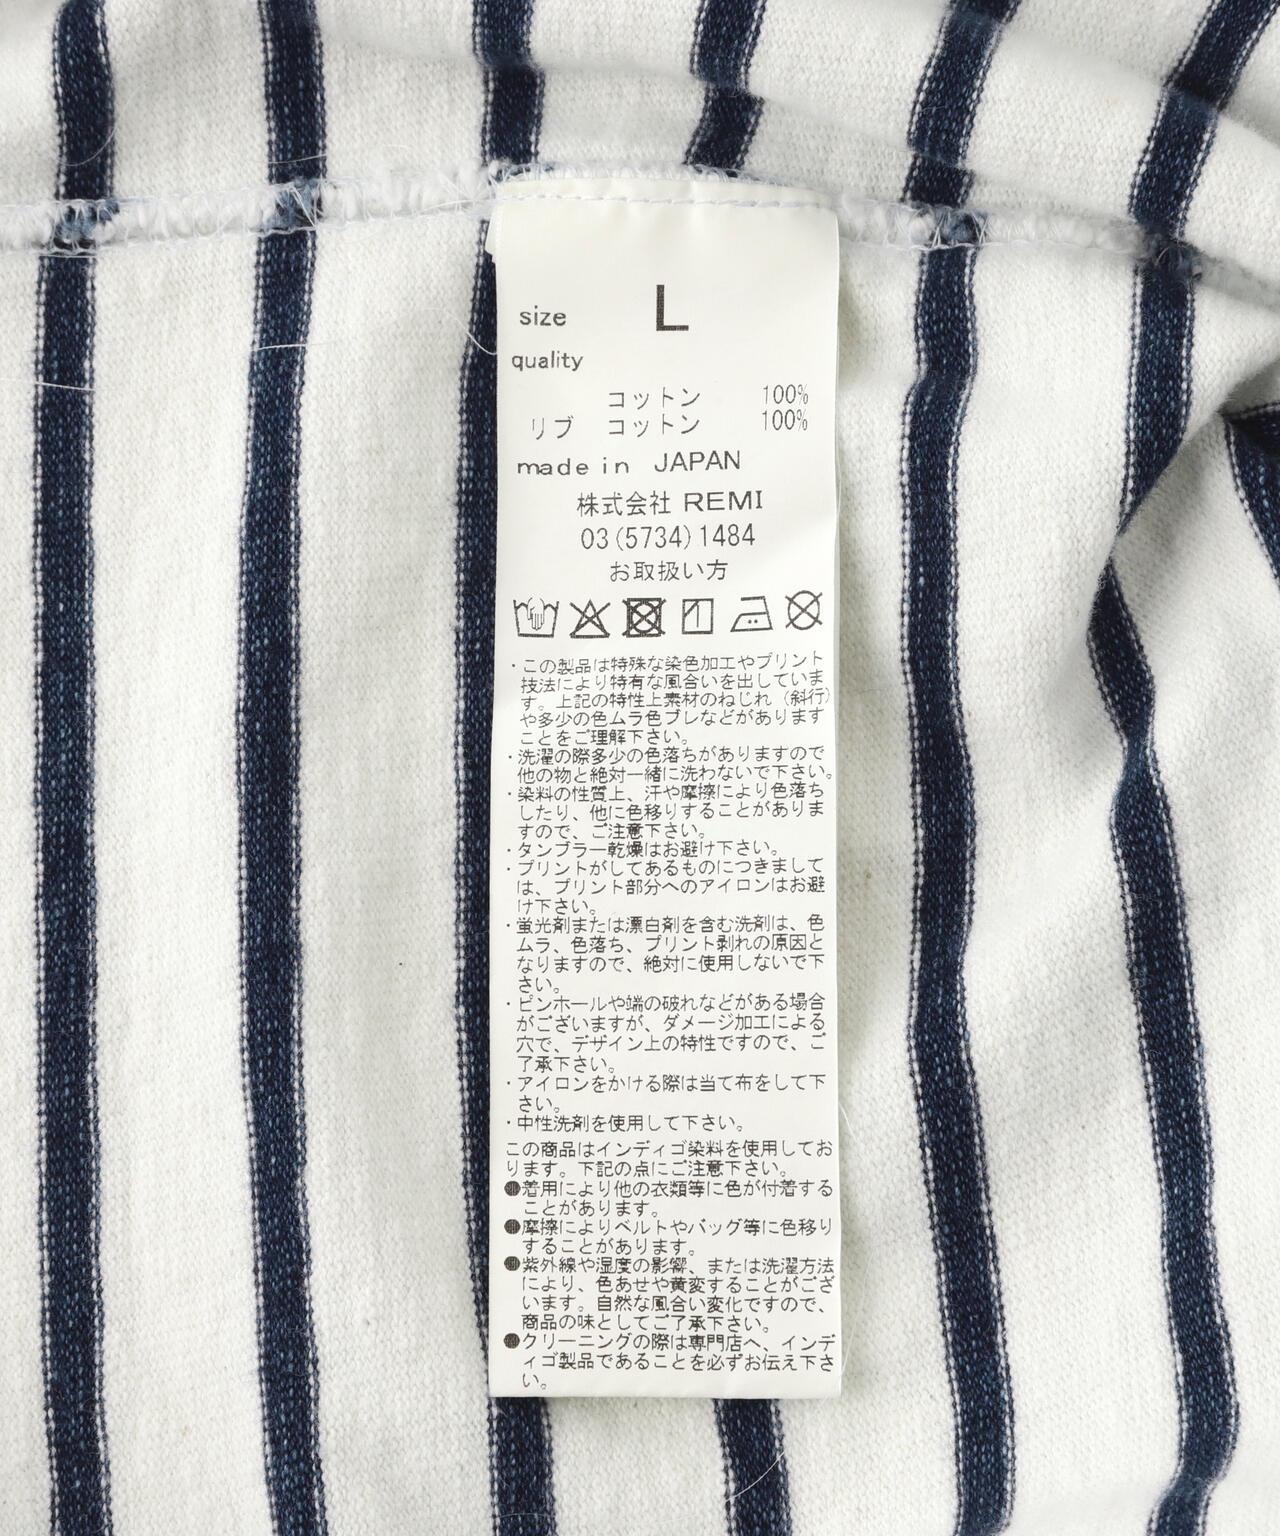 size L
quality
コットン 100%
リブ コットン 100%
made in JAPAN
株式会社 REMI
03(5734)1484
お取扱い方
・この製品は特殊な染色加工やプリント
技法により特有な風合いを出していま
す。上記の特性上素材のねじれ（斜行）
や多少の色ムラ色ブレなどがあります
ことをご理解下さい。
・洗濯の際多少の色落ちがありますので
他の物と絶対一緒に洗わないで下さい。
・染料の性質上、汗や摩擦により色落ち
したり、他に色移りすることがありま
すので、ご注意下さい。
・タンブラー乾燥はお避け下さい。
・プリントがしてあるものにつきまして
は、プリント部分へのアイロンはお避
け下さい。
・蛍光剤または漂白剤を含む洗剤は、色
ムラ、色落ち、プリント剥れの原因と
なりますので、絶対に使用しないで下
さい。
・ピンホールや端の破れなどがある場合
がございますが、ダメージ加工による
穴で、デザイン上の特性ですので、ご
了承下さい。
・アイロンをかける際は当て布をして下
さい。
・中性洗剤を使用して下さい。
この商品はインディゴ染料を使用してお
ります。下記の点にご注意下さい。
●着用により他の衣類等に色が付着する
ことがあります。
●摩擦によりベルトやバッグ等に色移り
することがあります。
●紫外線や湿度の影響、または洗濯方法
により、色あせや黄変することがござ
います。自然な風合い変化ですので、
商品の味としてご了承下さい。
●クリーニングの際は専門店へ、インデ
ィゴ製品であることを必ずお伝え下さ
い。